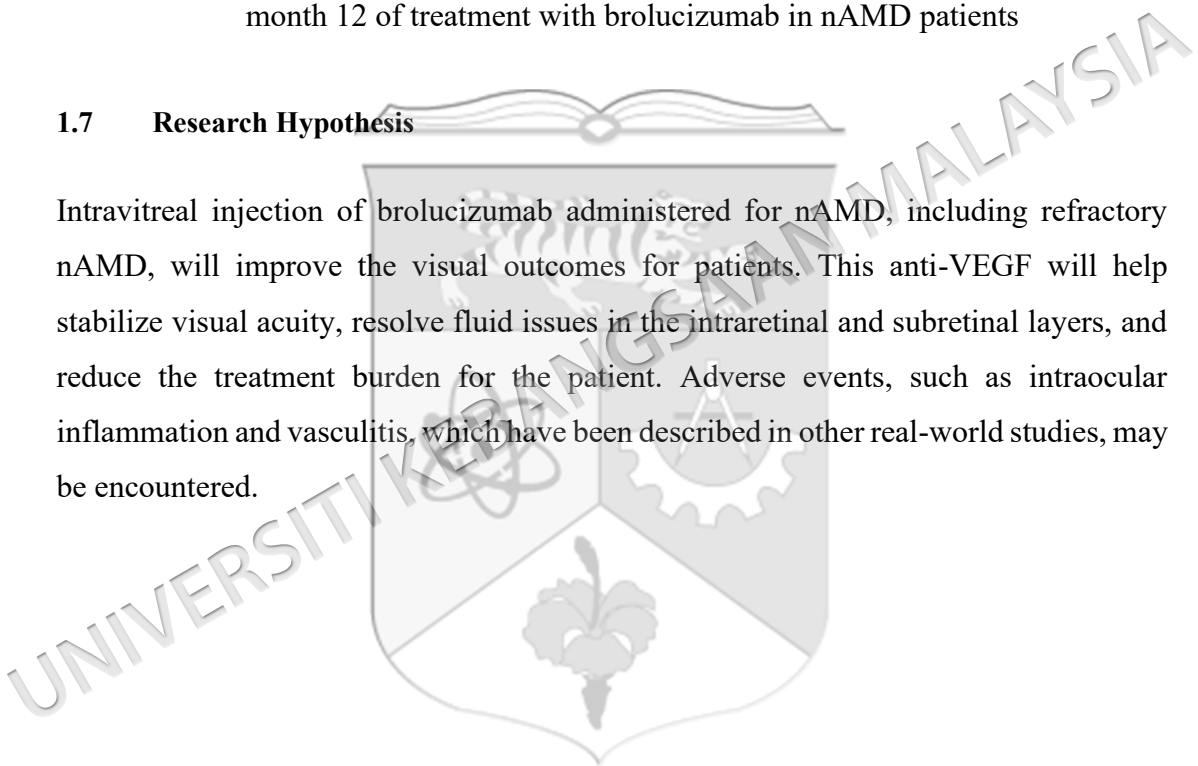 month 12 of treatment with brolucizumab in nAMD patients
1.7 Research Hypothesis
Intravitreal injection of brolucizumab administered for nAMD, including refractory
nAMD, will improve the visual outcomes for patients. This anti-VEGF will help
stabilize visual acuity, resolve fluid issues in the intraretinal and subretinal layers, and
reduce the treatment burden for the patient. Adverse events, such as intraocular
inflammation and vasculitis, which have been described in other real-world studies, may
be encountered.
UNIVERSITI KEBANGSAAN MALAYSIA